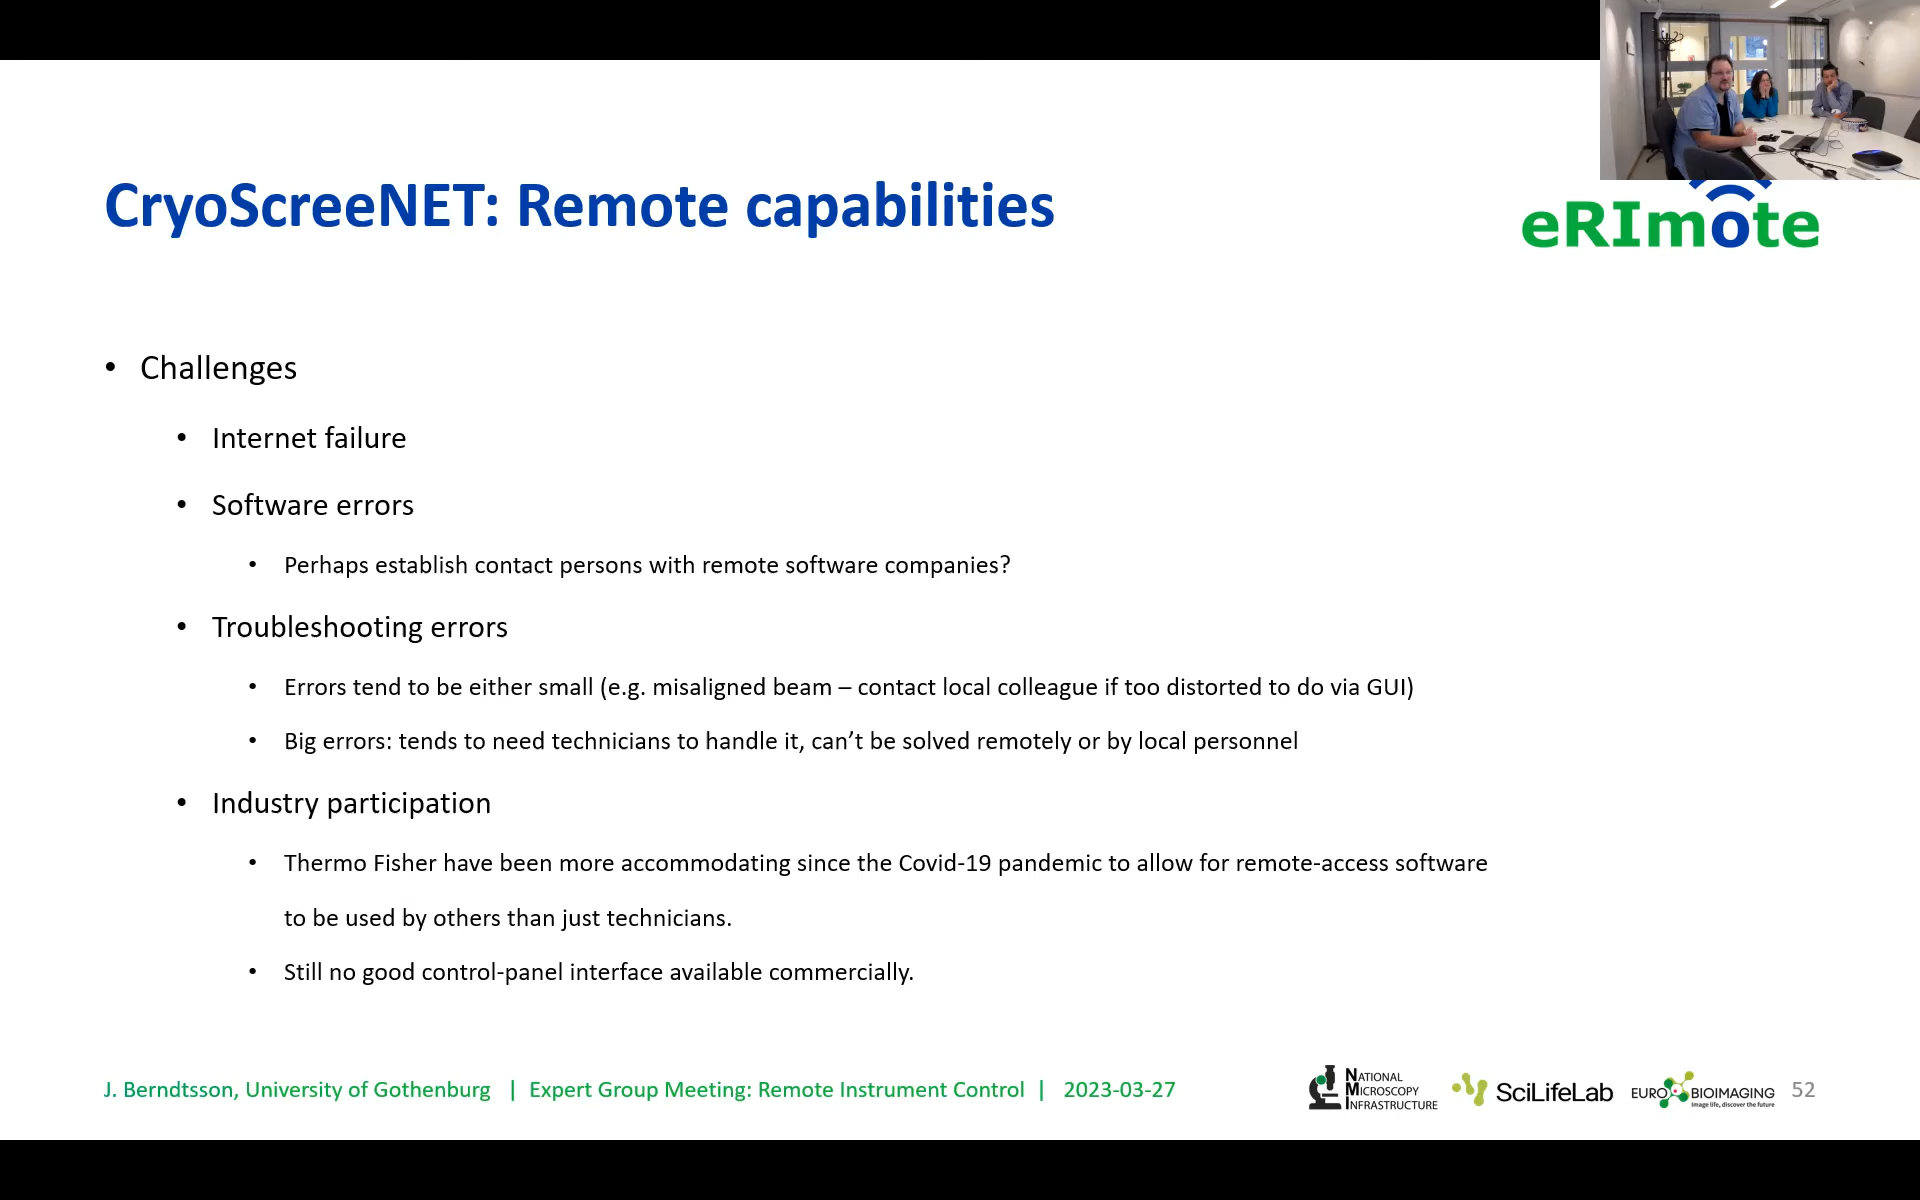 CryoScreeNET: Remote capabilities
eRImote
• Challenges
• Internet failure
• Software errors
• Perhaps establish contact persons with remote software companies?
• Troubleshooting errors
• Errors tend to be either small (e.g. misaligned beam – contact local colleague if too distorted to do via GUI)
• Big errors: tends to need technicians to handle it, can't be solved remotely or by local personnel
• Industry participation
• Thermo Fisher have been more accommodating since the Covid-19 pandemic to allow for remote-access software
to be used by others than just technicians.
• Still no good control-panel interface available commercially.
J. Berndtsson, University of Gothenburg | Expert Group Meeting: Remote Instrument Control | 2023-03-27
NATIONAL
MICROSCOPY
INFRASTRUCTURE
SciLifeLab
EURO BIOIMAGING
Image life, discover the future
52